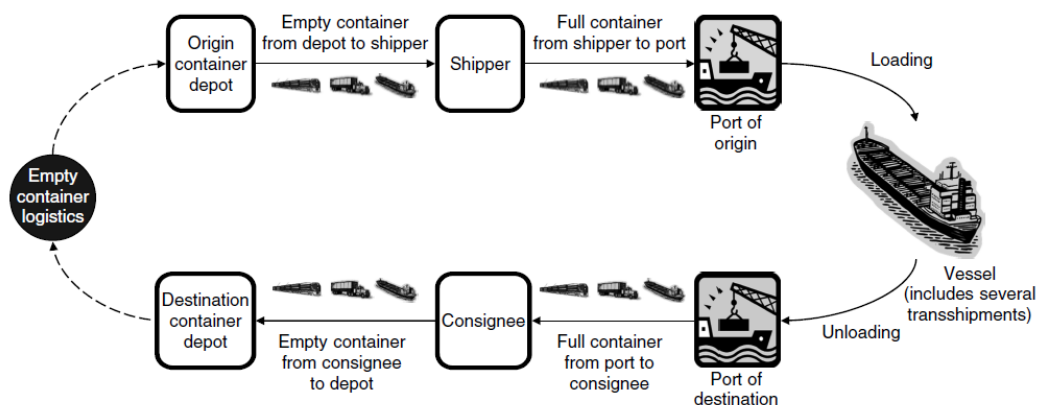 Origin
container
depot
Empty container
from depot to shipper
Shipper
Full container
from shipper to port
Port of
origin
Loading
Vessel
(includes several
transshipments)
Unloading
Port of
destination
Full container
from port to
consignee
Consignee
Empty container
from consignee
to depot
Destination
container
depot
Empty
container
logistics